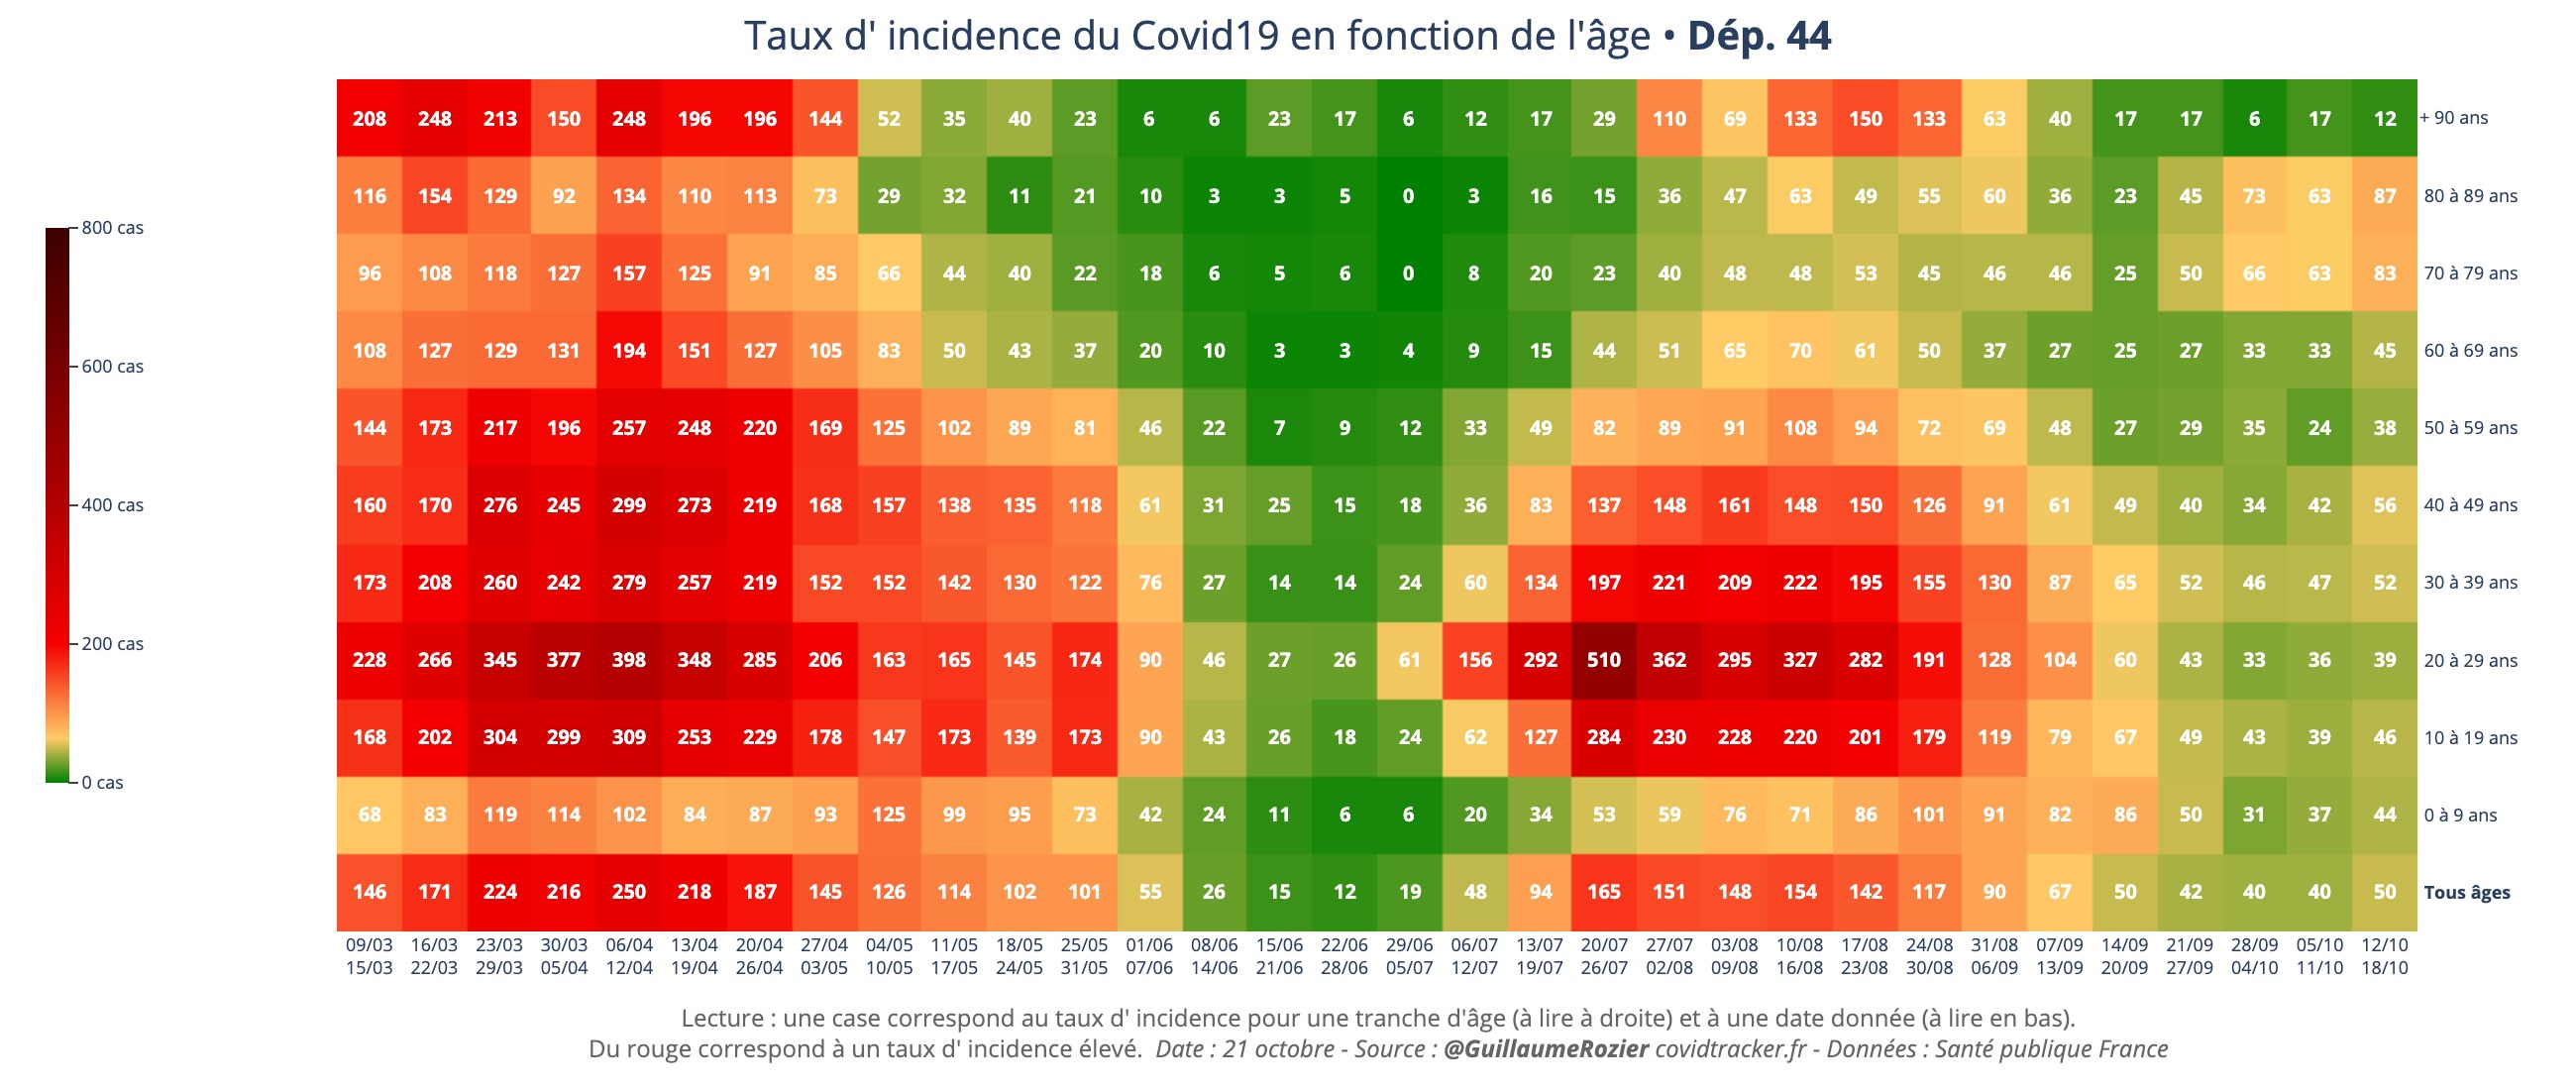 Taux d' incidence du Covid19 en fonction de l'âge • Dép. 44
800 cas
600 cas
400 cas
200 cas
0 cas
208 248 213 150 248 196 196 144 52 35 40 23 6 6 23 17 6 12 17 29 110 69 133 150 133 63 40 17 17 6 17 12 + 90 ans
116 154 129 92 134 110 113 73 29 32 11 21 10 3 3 5 0 3 16 15 36 47 63 49 55 60 36 23 45 73 63 87 80 à 89 ans
96 108 118 127 157 125 91 85 66 44 40 22 18 6 5 6 0 8 20 23 40 48 48 53 45 46 46 25 50 66 63 83 70 à 79 ans
108 127 129 131 194 151 127 105 83 50 43 37 20 10 3 3 4 9 15 44 51 65 70 61 50 37 27 25 27 33 33 45 60 à 69 ans
144 173 217 196 257 248 220 169 125 102 89 81 46 22 7 9 12 33 49 82 89 91 108 94 72 69 48 27 29 35 24 38 50 à 59 ans
160 170 276 245 299 273 219 168 157 138 135 118 61 31 25 15 18 36 83 137 148 161 148 150 126 91 61 49 40 34 42 56 40 à 49 ans
173 208 260 242 279 257 219 152 152 142 130 122 76 27 14 14 24 60 134 197 221 209 222 195 155 130 87 65 52 46 47 52 30 à 39 ans
228 266 345 377 398 348 285 206 163 165 145 174 90 46 27 26 61 156 292 510 362 295 327 282 191 128 104 60 43 33 36 39 20 à 29 ans
168 202 304 299 309 253 229 178 147 173 139 173 90 43 26 18 24 62 127 284 230 228 220 201 179 119 79 67 49 43 39 46 10 à 19 ans
68 83 119 114 102 84 87 93 125 99 95 73 42 24 11 6 6 20 34 53 59 76 71 86 101 91 82 86 50 31 37 44 0 à 9 ans
146 171 224 216 250 218 187 145 126 114 102 101 55 26 15 12 19 48 94 165 151 148 154 142 117 90 67 50 42 40 40 50 Tous âges
09/03 16/03 23/03 30/03 06/04 13/04 20/04 27/04 04/05 11/05 18/05 25/05 01/06 08/06 15/06 22/06 29/06 06/07 13/07 20/07 27/07 03/08 10/08 17/08 24/08 31/08 07/09 14/09 21/09 28/09 05/10 12/10
15/03 22/03 29/03 05/04 12/04 19/04 26/04 03/05 10/05 17/05 24/05 31/05 07/06 14/06 21/06 28/06 05/07 12/07 19/07 26/07 02/08 09/08 16/08 23/08 30/08 06/09 13/09 20/09 27/09 04/10 11/10 18/10
Lecture : une case correspond au taux d' incidence pour une tranche d'âge (à lire à droite) et à une date donnée (à lire en bas).
Du rouge correspond à un taux d' incidence élevé. Date : 21 octobre - Source : @GuillaumeRozier covidtracker.fr - Données : Santé publique France